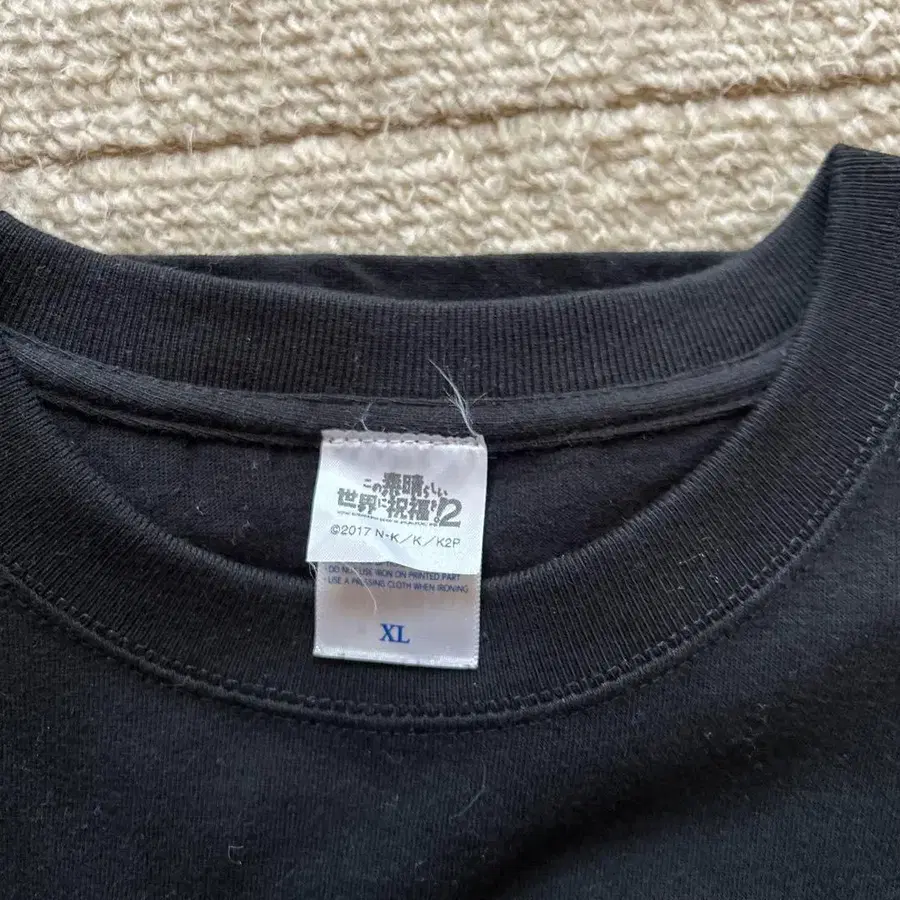 この素晴らしい
世界に祝福を!2
©2017 N-K/K/K2P
・DO NOT USE IRON ON PRINTED PART
・USE A PRESSING CLOTH WHEN IRONING
XL